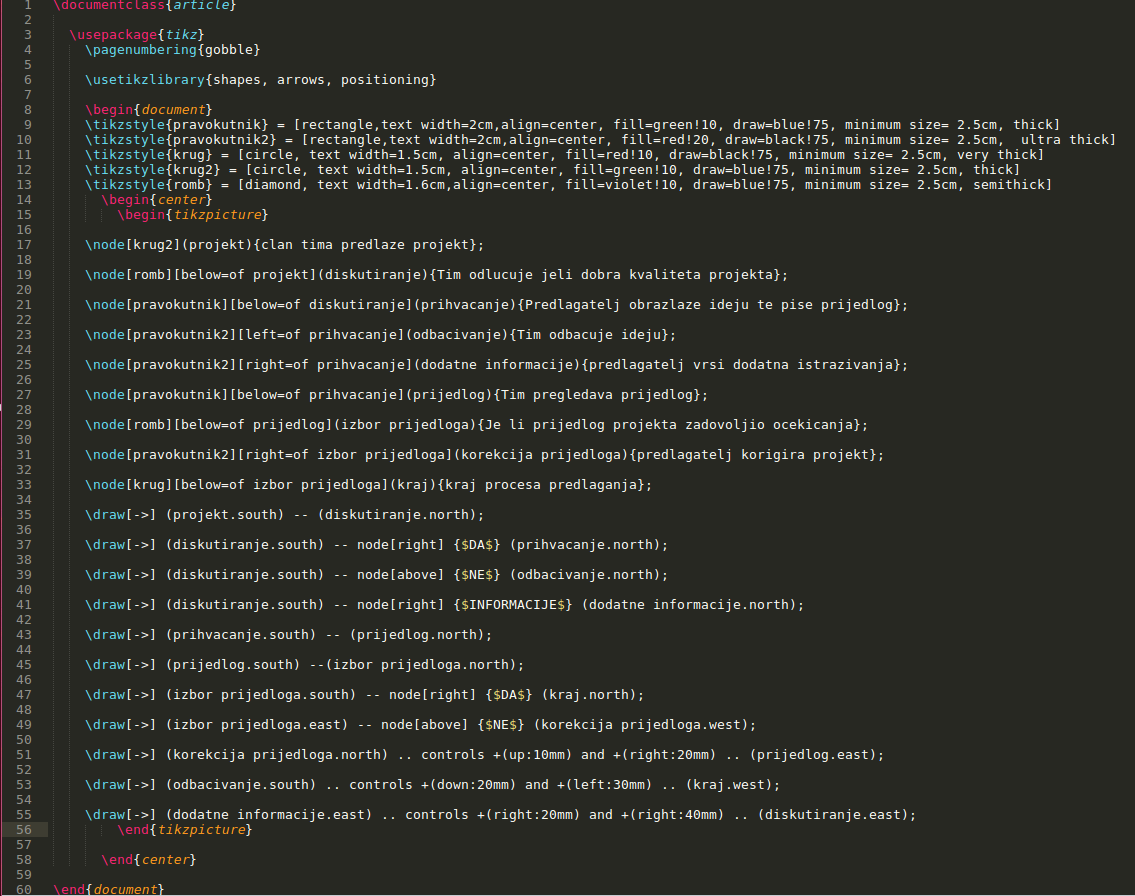 1 \documentclass{article}
2
3 \usepackage{tikz}
4 \pagenumbering{gobble}
5
6 \usetikzlibrary{shapes, arrows, positioning}
7
8 \begin{document}
9 \tikzstyle{pravokutnik} = [rectangle,text width=2cm,align=center, fill=green!10, draw=blue!75, minimum size= 2.5cm, thick]
10 \tikzstyle{pravokutnik2} = [rectangle,text width=2cm,align=center, fill=red!20, draw=black!75, minimum size= 2.5cm,  ultra thick]
11 \tikzstyle{krug} = [circle, text width=1.5cm, align=center, fill=red!10, draw=black!75, minimum size= 2.5cm, very thick]
12 \tikzstyle{krug2} = [circle, text width=1.5cm, align=center, fill=green!10, draw=blue!75, minimum size= 2.5cm, thick]
13 \tikzstyle{romb} = [diamond, text width=1.6cm,align=center, fill=violet!10, draw=blue!75, minimum size= 2.5cm, semithick]
14 \begin{center}
15 \begin{tikzpicture}
16
17 \node[krug2](projekt){clan tima predlaze projekt};
18
19 \node[romb][below=of projekt](diskutiranje){Tim odlucuje jeli dobra kvaliteta projekta};
20
21 \node[pravokutnik][below=of diskutiranje](prihvacanje){Predlagatelj obrazlaze ideju te pise prijedlog};
22
23 \node[pravokutnik2][left=of prihvacanje](odbacivanje){Tim odbacuje ideju};
24
25 \node[pravokutnik2][right=of prihvacanje](dodatne informacije){predlagatelj vrsi dodatna istrazivanja};
26
27 \node[pravokutnik][below=of prihvacanje](prijedlog){Tim pregledava prijedlog};
28
29 \node[romb][below=of prijedlog](izbor prijedloga){Je li prijedlog projekta zadovoljio ocekicanja};
30
31 \node[pravokutnik2][right=of izbor prijedloga](korekcija prijedloga){predlagatelj korigira projekt};
32
33 \node[krug][below=of izbor prijedloga](kraj){kraj procesa predlaganja};
34
35 \draw[->] (projekt.south) -- (diskutiranje.north);
36
37 \draw[->] (diskutiranje.south) -- node[right] {$DA$} (prihvacanje.north);
38
39 \draw[->] (diskutiranje.south) -- node[above] {$NE$} (odbacivanje.north);
40
41 \draw[->] (diskutiranje.south) -- node[right] {$INFORMACIJE$} (dodatne informacije.north);
42
43 \draw[->] (prihvacanje.south) -- (prijedlog.north);
44
45 \draw[->] (prijedlog.south) --(izbor prijedloga.north);
46
47 \draw[->] (izbor prijedloga.south) -- node[right] {$DA$} (kraj.north);
48
49 \draw[->] (izbor prijedloga.east) -- node[above] {$NE$} (korekcija prijedloga.west);
50
51 \draw[->] (korekcija prijedloga.north) .. controls +(up:10mm) and +(right:20mm) .. (prijedlog.east);
52
53 \draw[->] (odbacivanje.south) .. controls +(down:20mm) and +(left:30mm) .. (kraj.west);
54
55 \draw[->] (dodatne informacije.east) .. controls +(right:20mm) and +(right:40mm) .. (diskutiranje.east);
56 \end{tikzpicture}
57
58 \end{center}
59
60 \end{document}